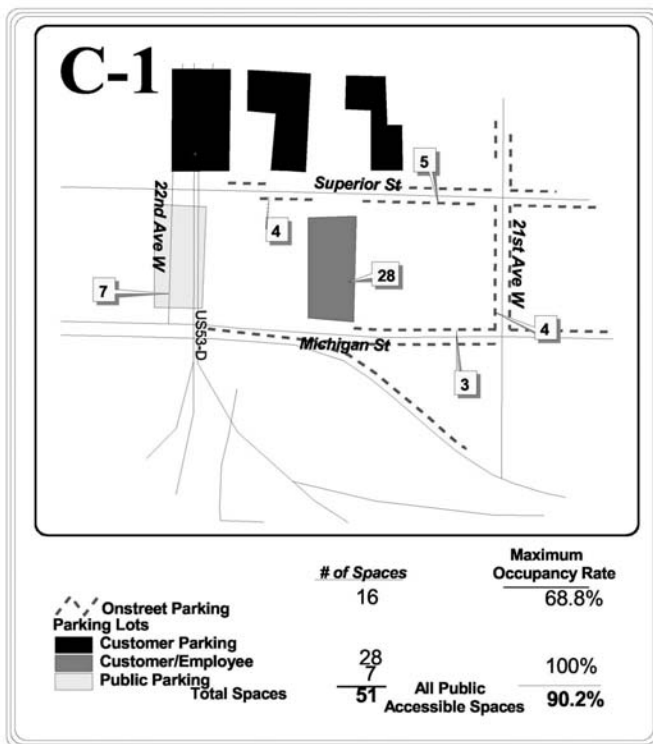 C-1
5
Superior St
22nd Ave W
4
21st Ave W
28
7
US53-D
Michigan St
4
3
# of Spaces
Maximum
Occupancy Rate
Onstreet Parking
16
68.8%
Parking Lots
Customer Parking
Customer/Employee
28
100%
Public Parking
7
Total Spaces
51
All Public
Accessible Spaces
90.2%